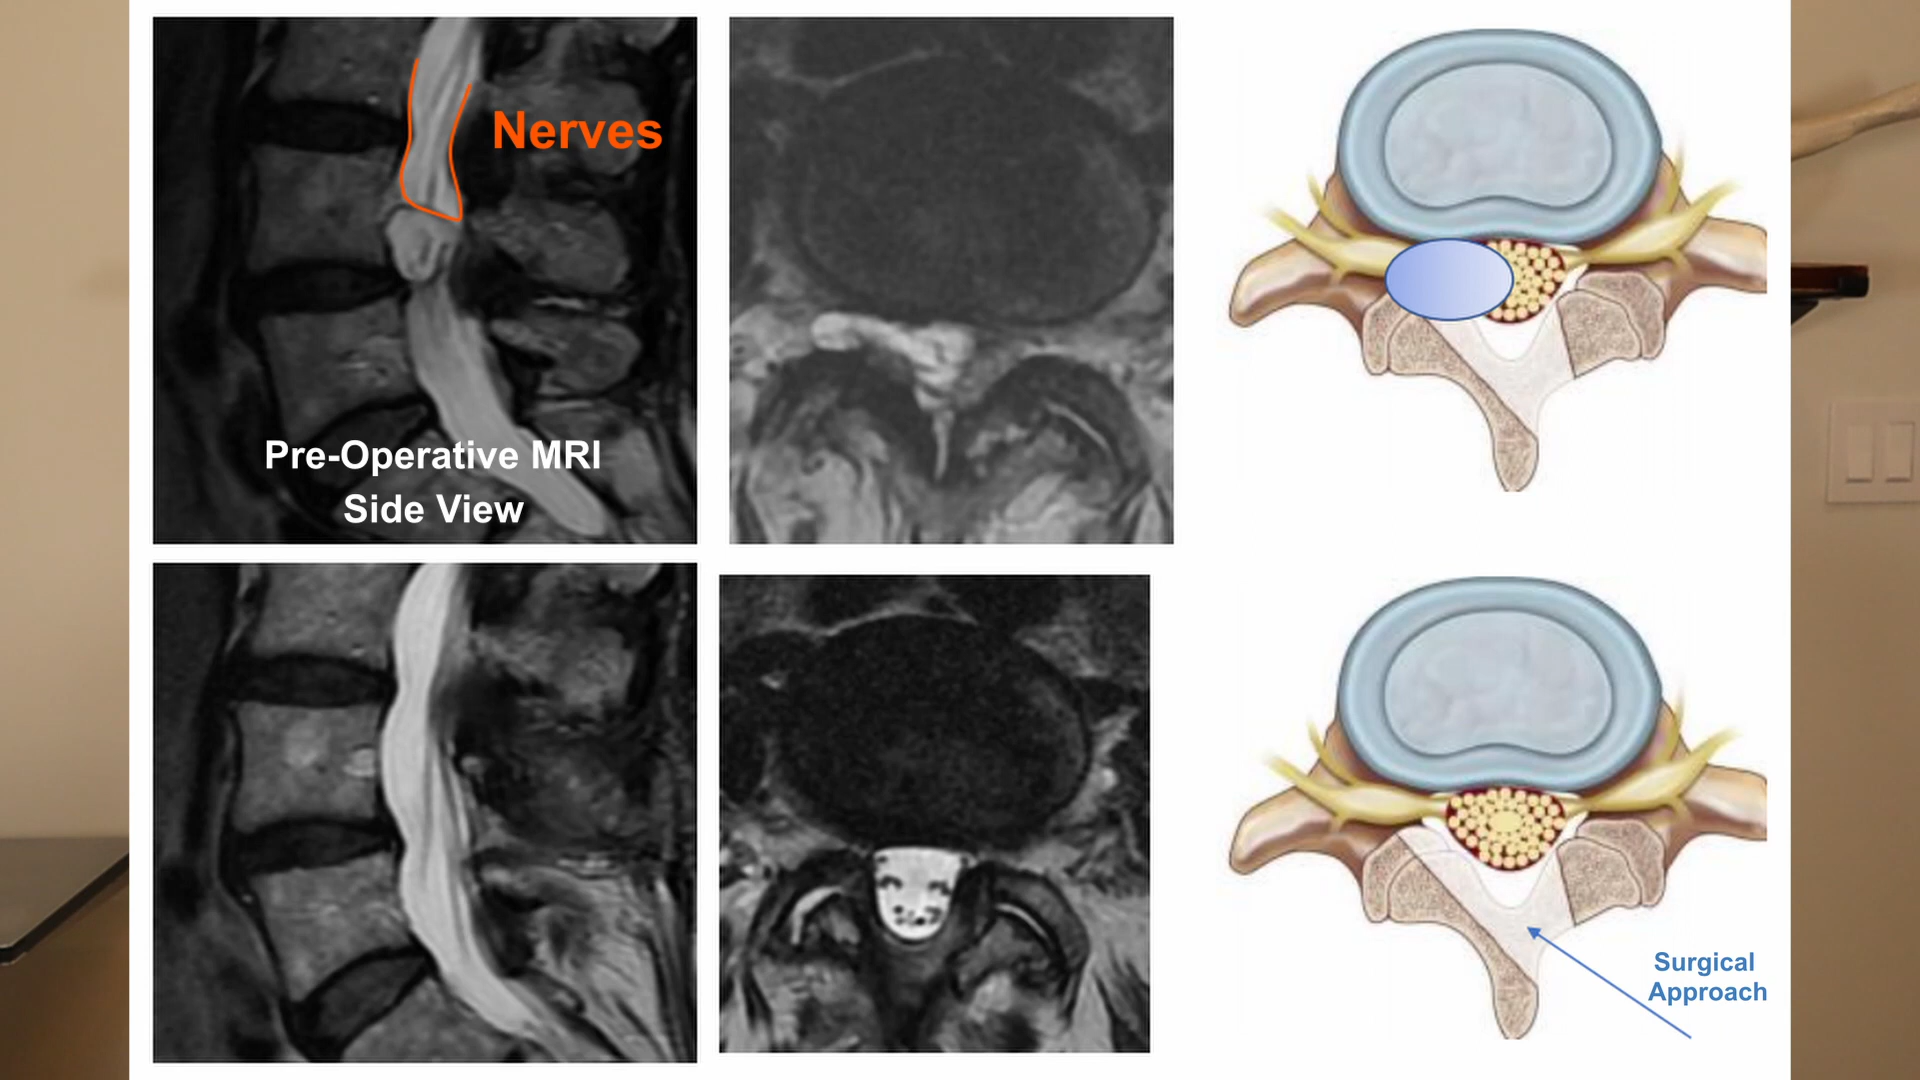 Nerves
Pre-Operative MRI
Side View
Surgical
Approach